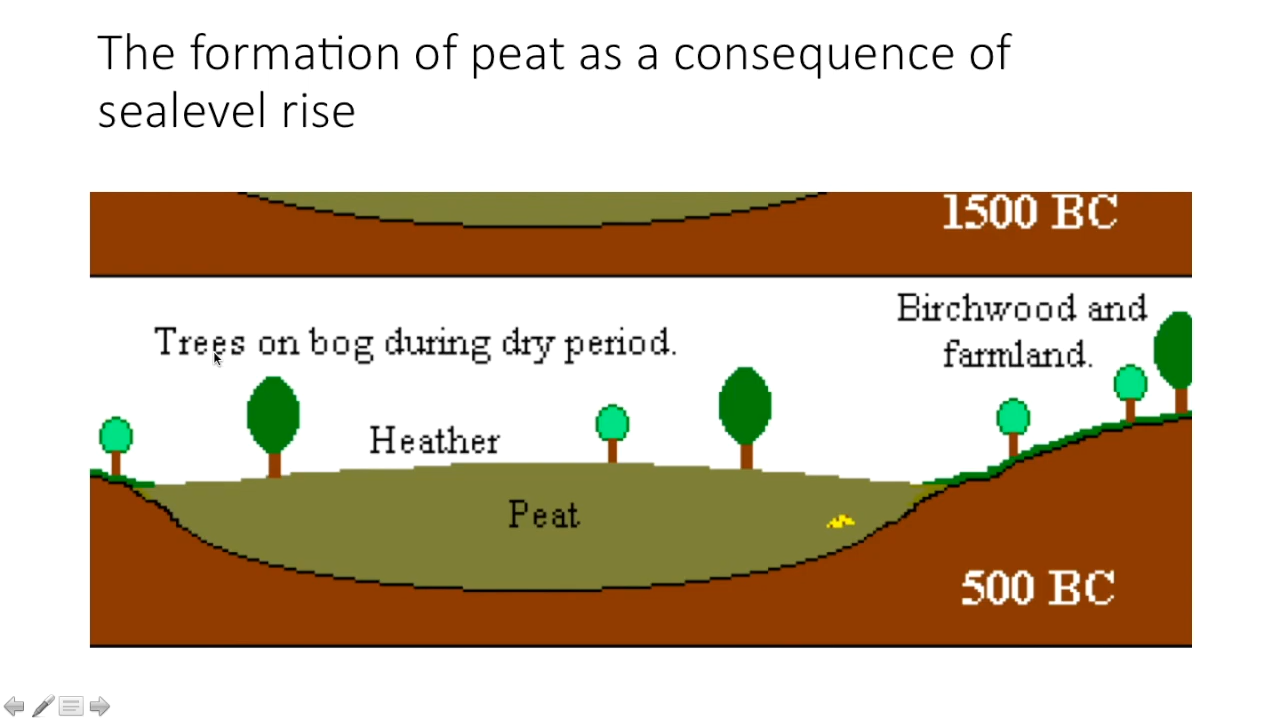 The formation of peat as a consequence of
sealevel rise
1500 BC
Trees on bog during dry period.
Birchwood and
farmland.
Heather
Peat
500 BC